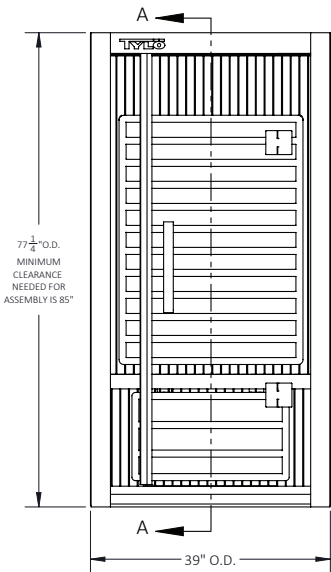 A
TYLÖ
77 1/4" O.D.
MINIMUM
CLEARANCE
NEEDED FOR
ASSEMBLY IS 85"
A
39" O.D.